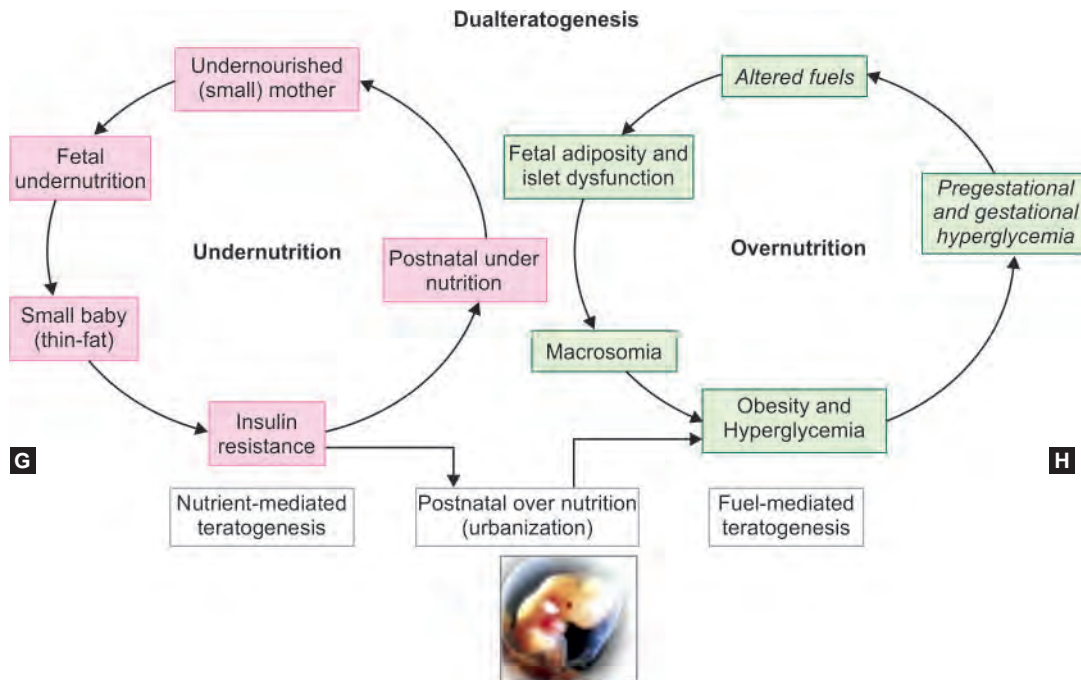 Dualteratogenesis
Undernourished
(small) mother
Fetal
undernutrition
Undernutrition
Postnatal under
nutrition
Small baby
(thin-fat)
Insulin
resistance
G
Nutrient-mediated
teratogenesis
Postnatal over nutrition
(urbanization)
Altered fuels
Fetal adiposity and
islet dysfunction
Pregestational
and gestational
hyperglycemia
Overnutrition
Macrosomia
Obesity and
Hyperglycemia
H
Fuel-mediated
teratogenesis